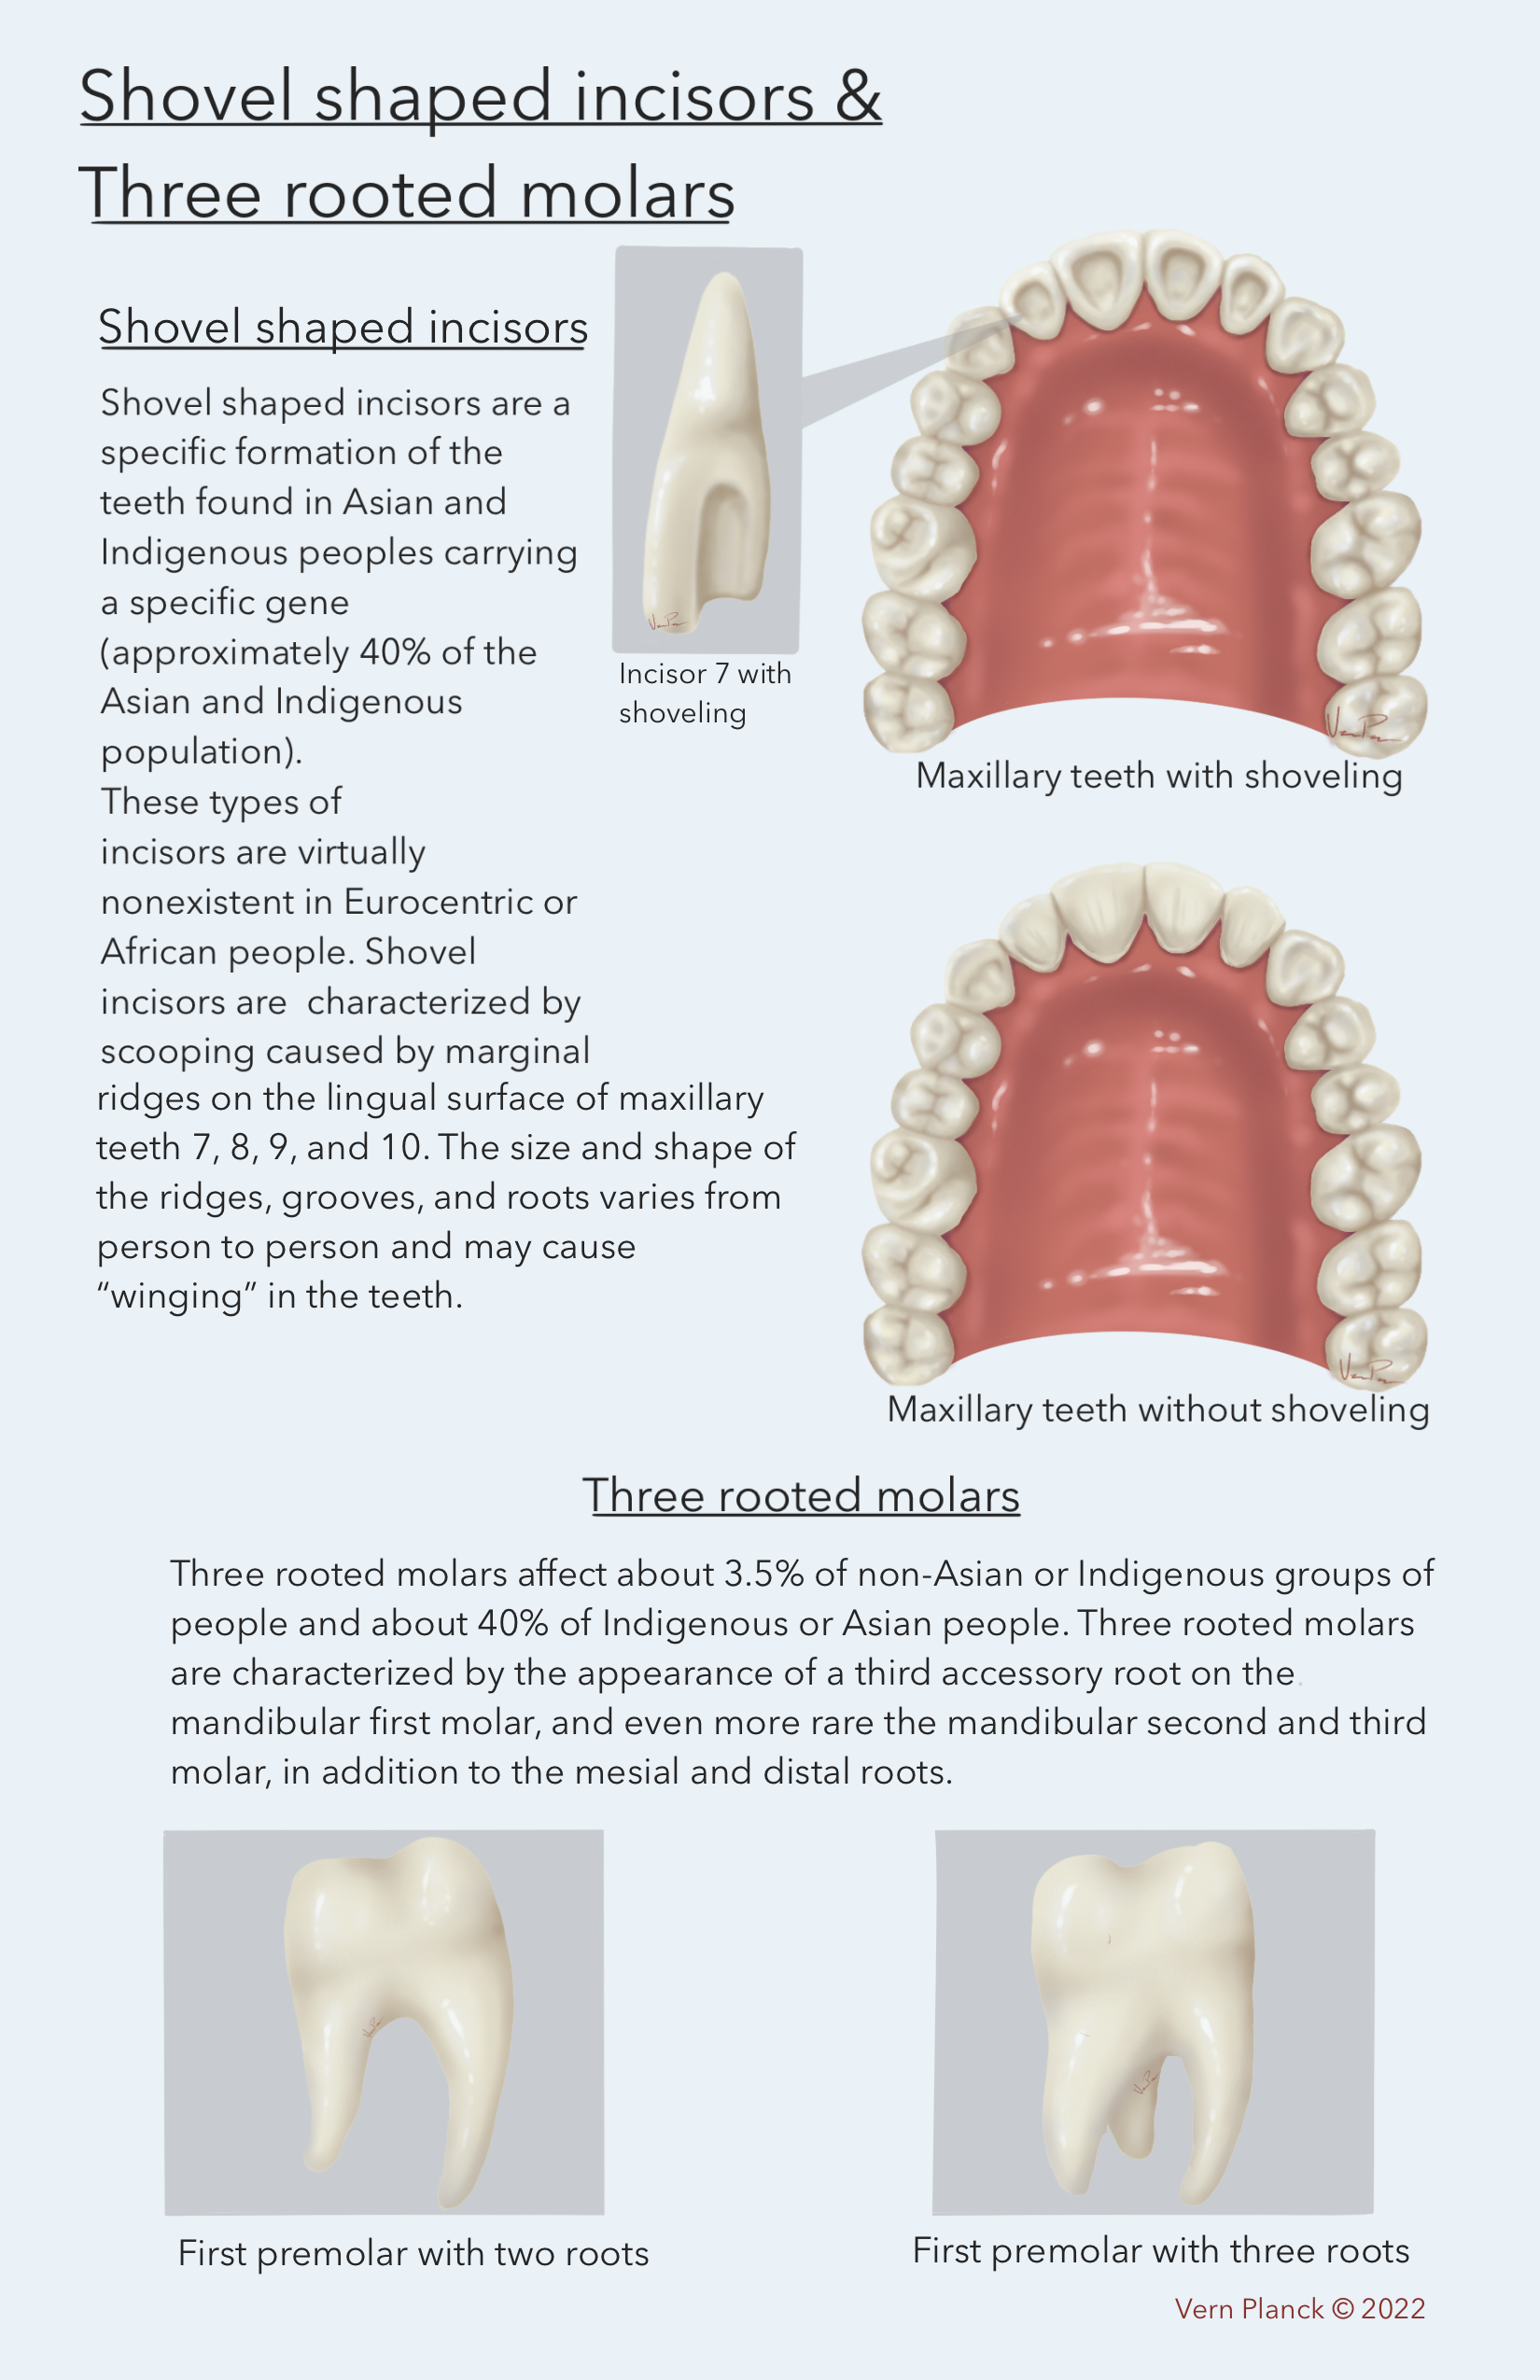 Shovel shaped incisors &
Three rooted molars
Shovel shaped incisors
Shovel shaped incisors are a
specific formation of the
teeth found in Asian and
Indigenous peoples carrying
a specific gene
(approximately 40% of the
Asian and Indigenous
population).
These types of
incisors are virtually
nonexistent in Eurocentric or
African people. Shovel
incisors are characterized by
scooping caused by marginal
ridges on the lingual surface of maxillary
teeth 7, 8, 9, and 10. The size and shape of
the ridges, grooves, and roots varies from
person to person and may cause
“winging” in the teeth.
Incisor 7 with
shoveling
Maxillary teeth with shoveling
Maxillary teeth without shoveling
Three rooted molars
Three rooted molars affect about 3.5% of non-Asian or Indigenous groups of
people and about 40% of Indigenous or Asian people. Three rooted molars
are characterized by the appearance of a third accessory root on the
mandibular first molar, and even more rare the mandibular second and third
molar, in addition to the mesial and distal roots.
First premolar with two roots
First premolar with three roots
Vern Planck © 2022